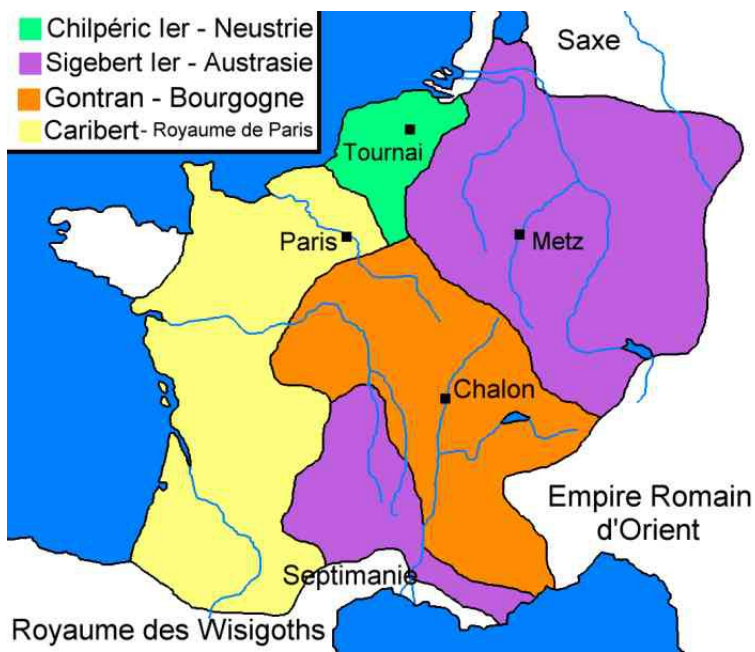 Chilpéric Ier - Neustrie
Sigebert Ier - Austrasie
Gontran - Bourgogne
Caribert - Royaume de Paris
Saxe
Tournai
Paris
Metz
Chalon
Empire Romain
d'Orient
Septimanie
Royaume des Wisigoths